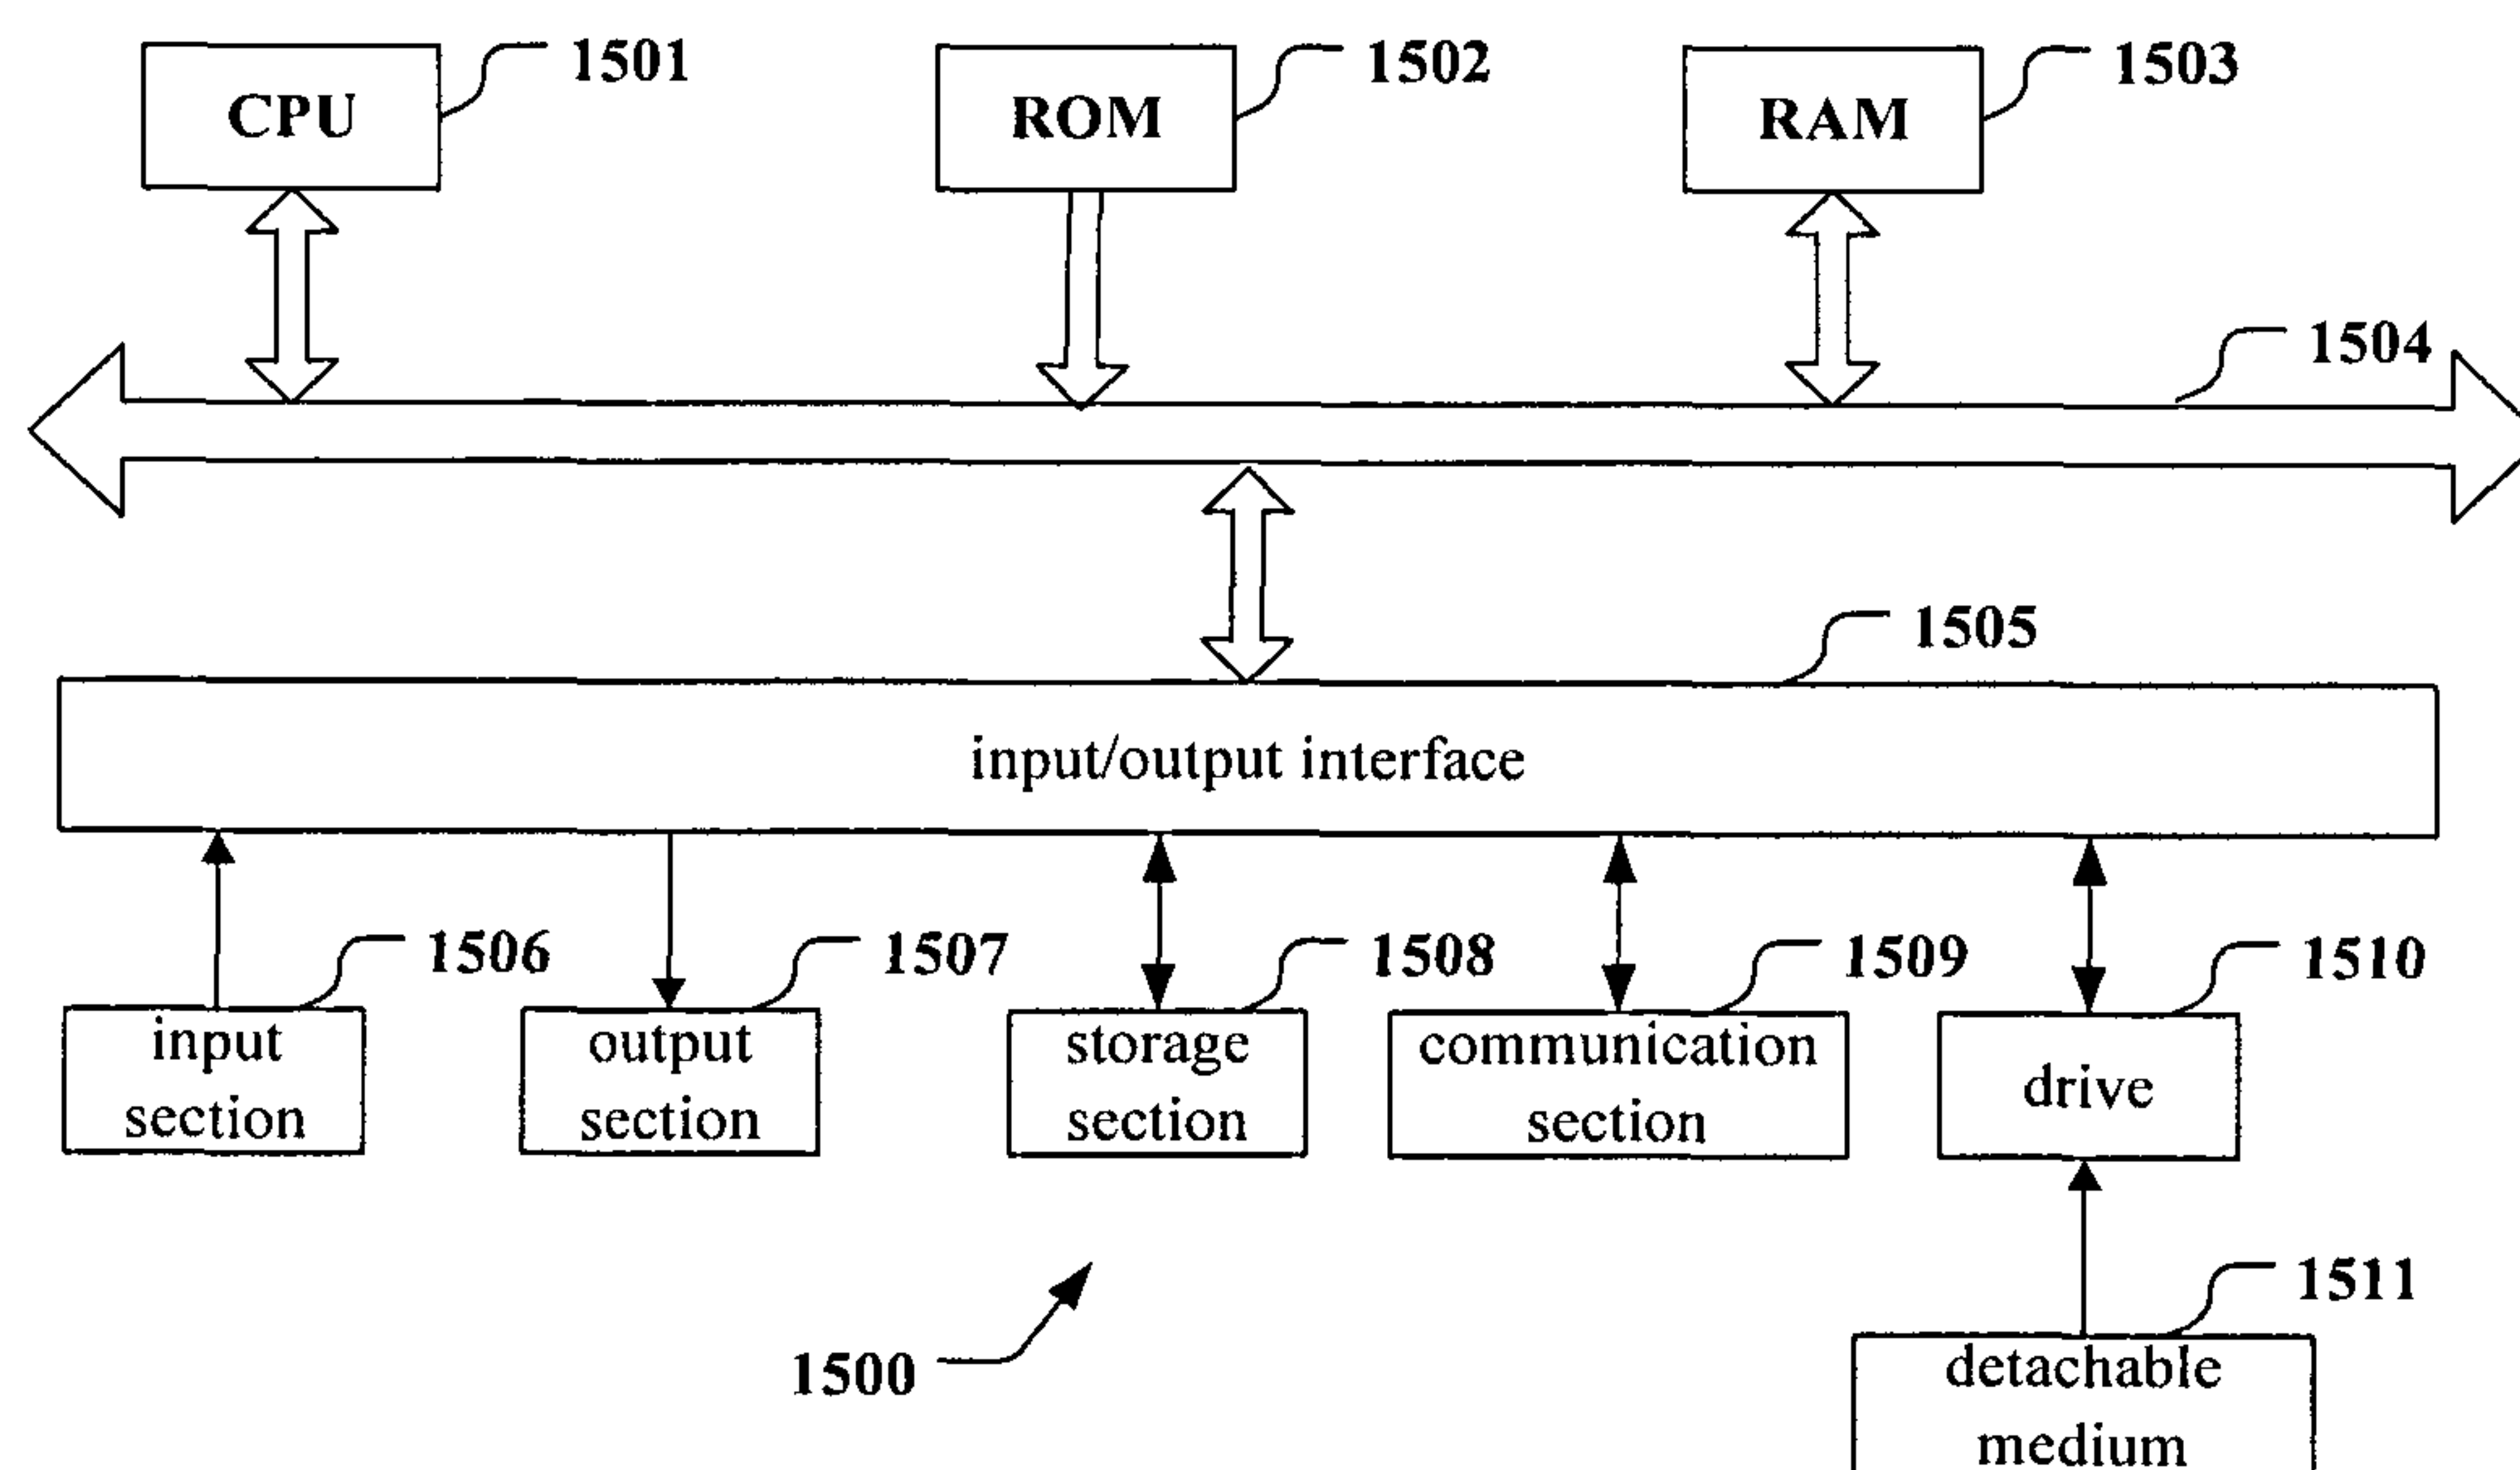 CPU
1501
ROM
1502
RAM
1503
1504
1505
input/output interface
1506
1507
1508
1509
1510
input
section
output
section
storage
section
communication
section
drive
1511
1500
detachable
medium